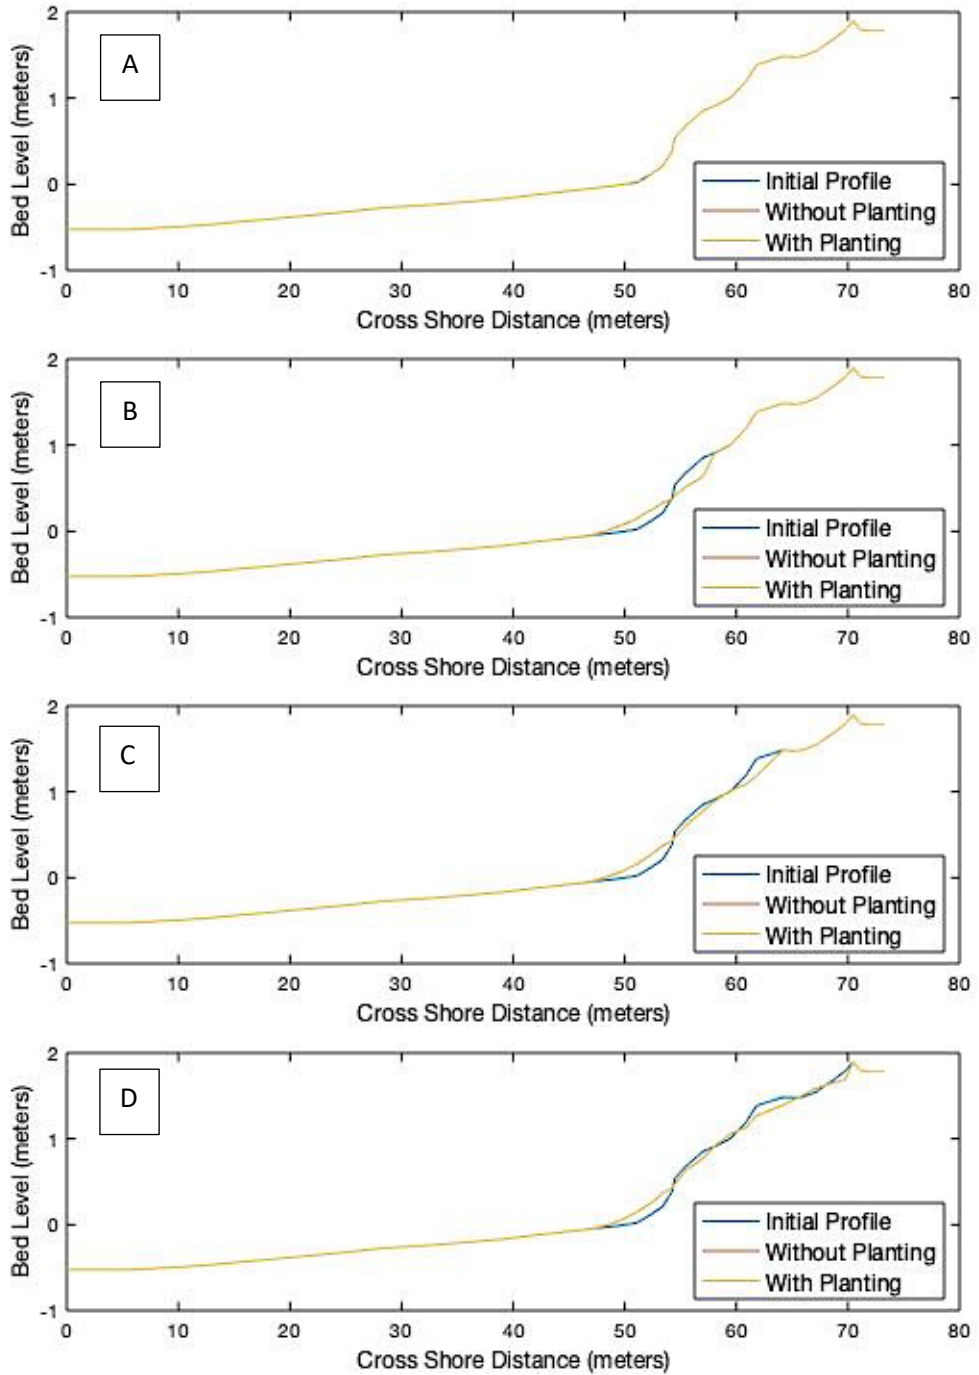 2
A
1
Bed Level (meters)
0
Initial Profile
Without Planting
With Planting
-1
0 10 20 30 40 50 60 70 80
Cross Shore Distance (meters)
2
B
1
Bed Level (meters)
0
Initial Profile
Without Planting
With Planting
-1
0 10 20 30 40 50 60 70 80
Cross Shore Distance (meters)
2
C
1
Bed Level (meters)
0
Initial Profile
Without Planting
With Planting
-1
0 10 20 30 40 50 60 70 80
Cross Shore Distance (meters)
2
D
1
Bed Level (meters)
0
Initial Profile
Without Planting
With Planting
-1
0 10 20 30 40 50 60 70 80
Cross Shore Distance (meters)